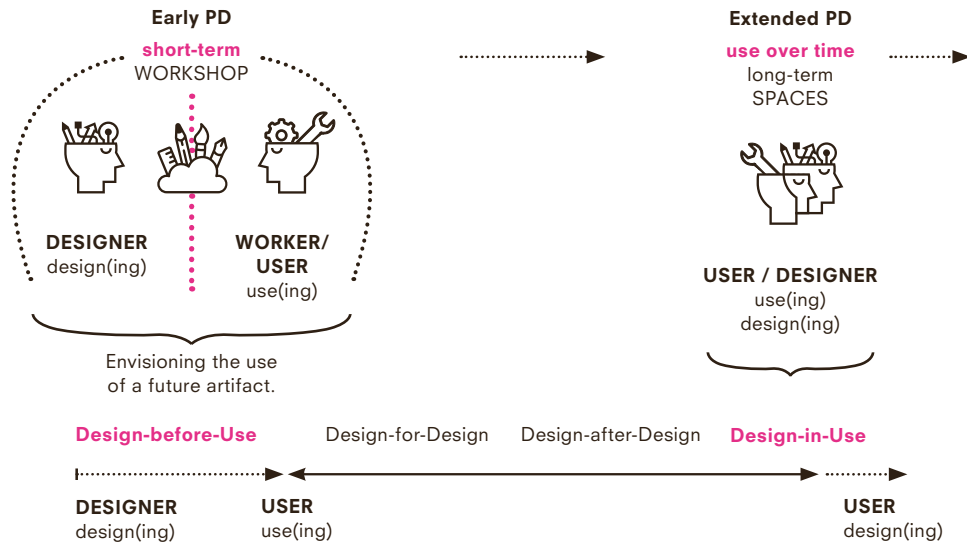 Early PD
short-term
WORKSHOP
DESIGNER
design(ing)
WORKER/
USER
use(ing)
Envisioning the use
of a future artifact.
Extended PD
use over time
long-term
SPACES
USER / DESIGNER
use(ing)
design(ing)
Design-before-Use
Design-for-Design
Design-after-Design
Design-in-Use
DESIGNER
design(ing)
USER
use(ing)
USER
design(ing)